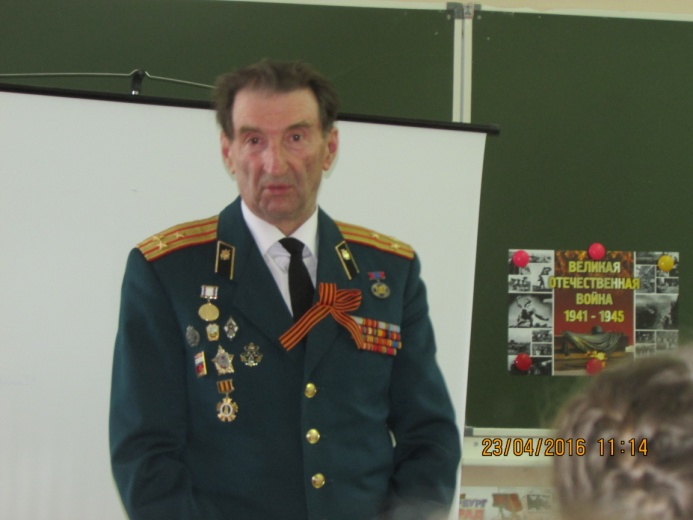 ВЕЛИКАЯ
ОТЕЧЕСТВЕННАЯ
ВОЙНА
1941 - 1945
23/04/2016 11:14